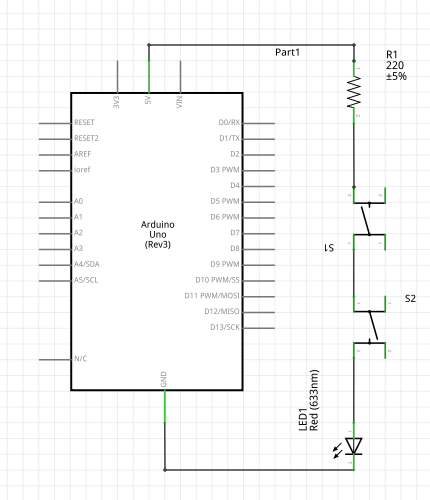 Part1
R1
220
±5%
3V3
5V
VIN
RESET
RESET2
AREF
ioref
A0
A1
A2
A3
A4/SDA
A5/SCL
N/C
Arduino
Uno
(Rev3)
D0/RX
D1/TX
D2
D3 PWM
D4
D5 PWM
D6 PWM
D7
D8
D9 PWM
D10 PWM/SS
D11 PWM/MOSI
D12/MISO
D13/SCK
GND
S1
S2
LED1
Red (633nm)